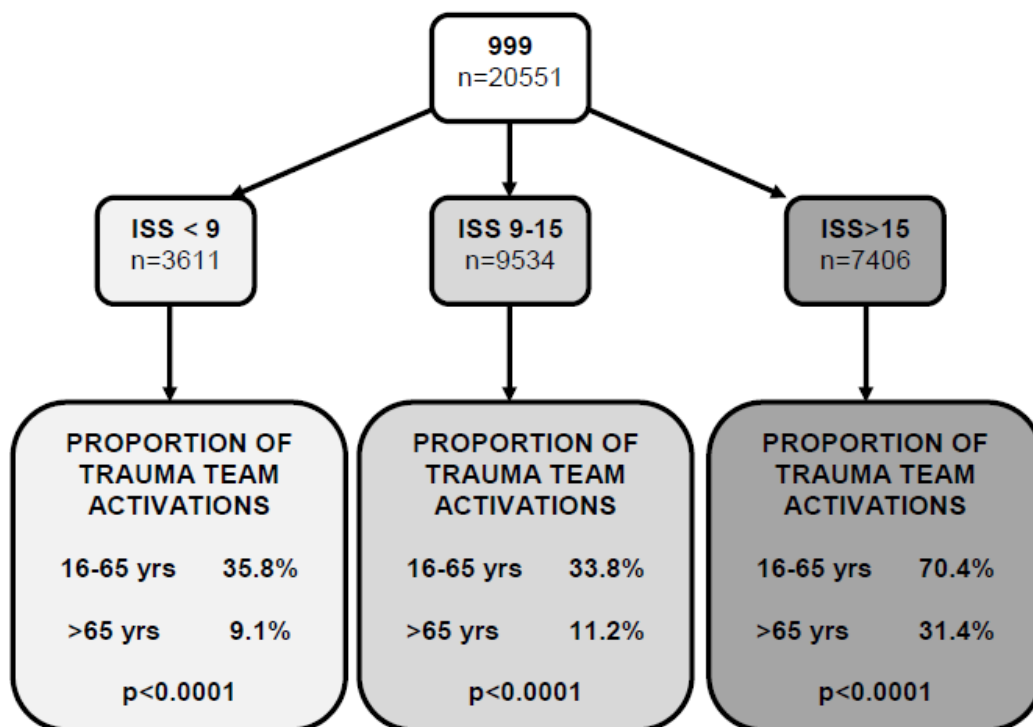 999
n=20551
ISS < 9
n=3611
ISS 9-15
n=9534
ISS>15
n=7406
PROPORTION OF
TRAUMA TEAM
ACTIVATIONS
16-65 yrs 35.8%
>65 yrs 9.1%
p<0.0001
PROPORTION OF
TRAUMA TEAM
ACTIVATIONS
16-65 yrs 33.8%
>65 yrs 11.2%
p<0.0001
PROPORTION OF
TRAUMA TEAM
ACTIVATIONS
16-65 yrs 70.4%
>65 yrs 31.4%
p<0.0001